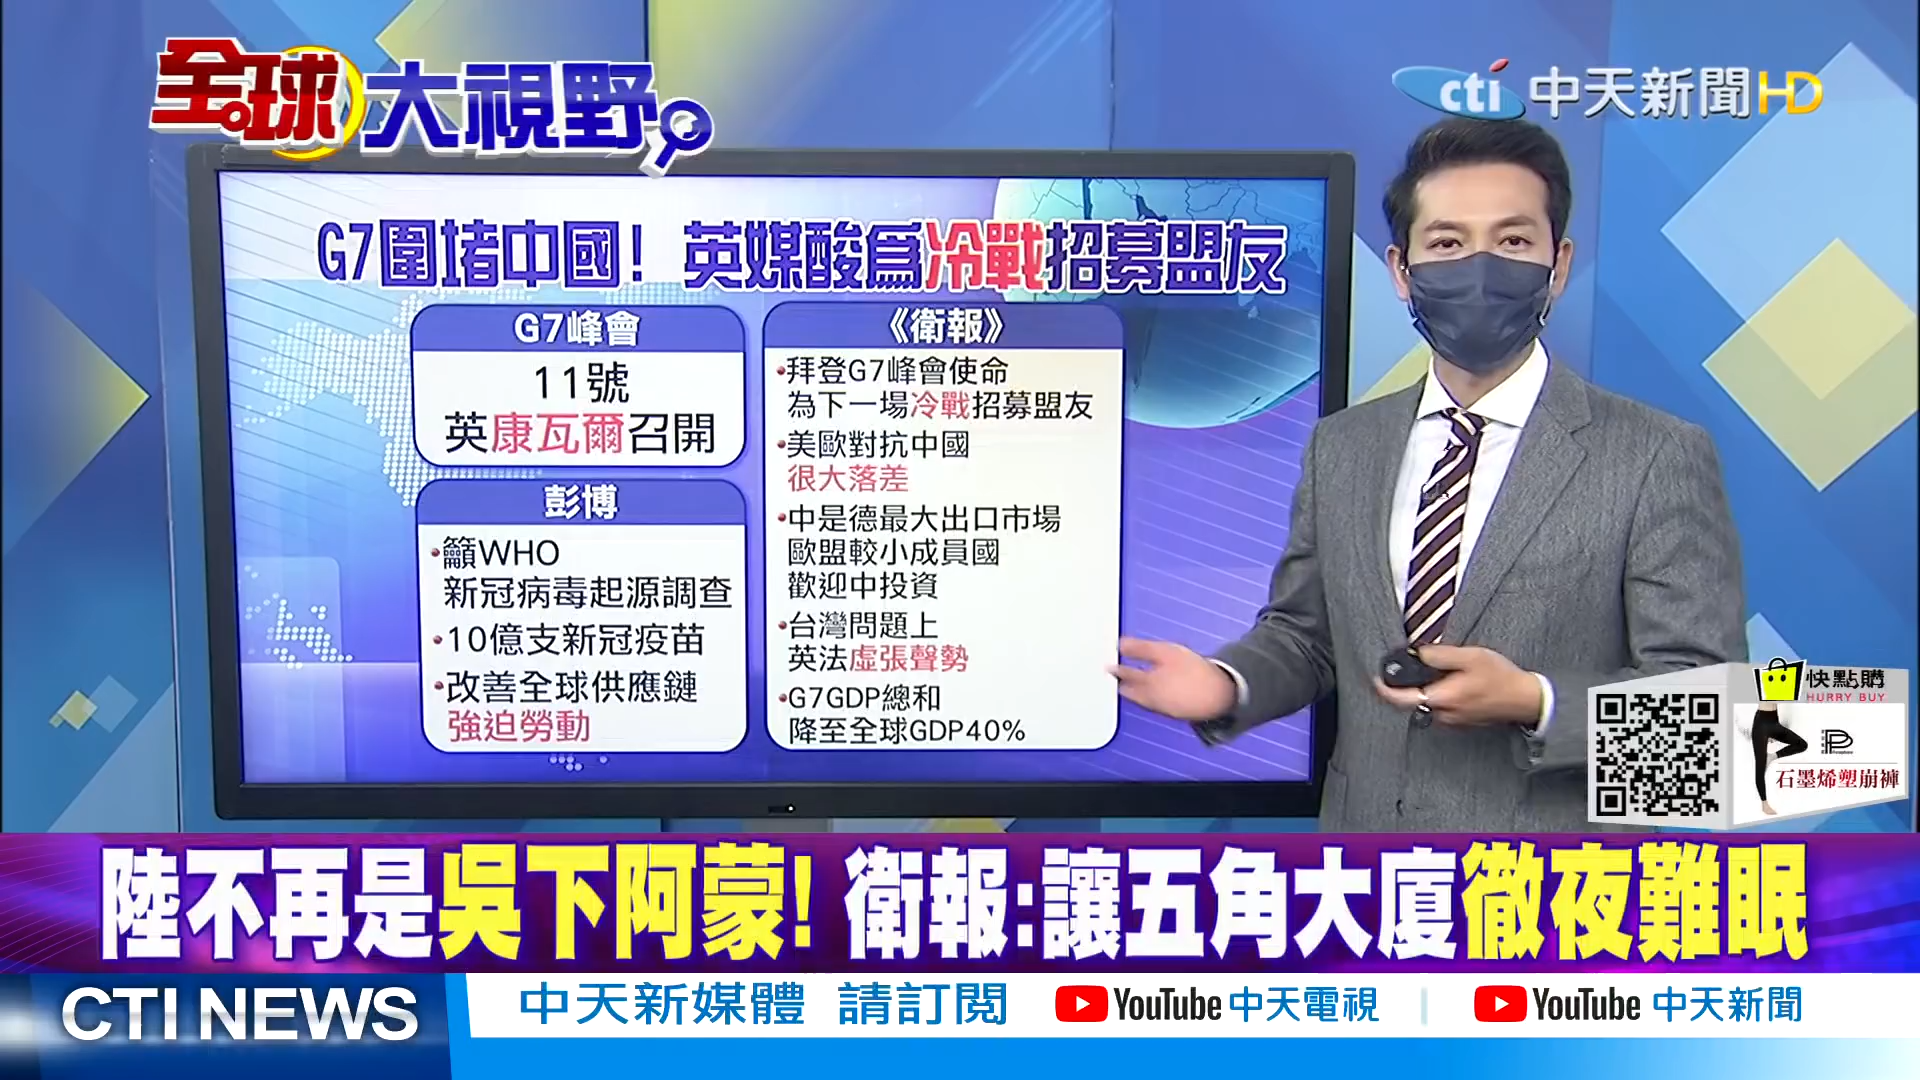 全球大視野
cti 中天新聞HD
G7圍堵中國! 英媒酸為冷戰招募盟友
G7峰會
11號
英康瓦爾召開
彭博
•籲WHO
新冠病毒起源調查
•10億支新冠疫苗
•改善全球供應鏈
強迫勞動
《衛報》
•拜登G7峰會使命
為下一場冷戰招募盟友
•美歐對抗中國
很大落差
•中是德最大出口市場
歐盟較小成員國
歡迎中投資
•台灣問題上
英法虛張聲勢
•G7GDP總和
降至全球GDP40%
快點購
HURRY BUY
石墨烯塑崩褲
陸不再是吳下阿蒙! 衛報:讓五角大廈徹夜難眠
CTI NEWS
中天新媒體 請訂閱 YouTube 中天電視 | YouTube 中天新聞